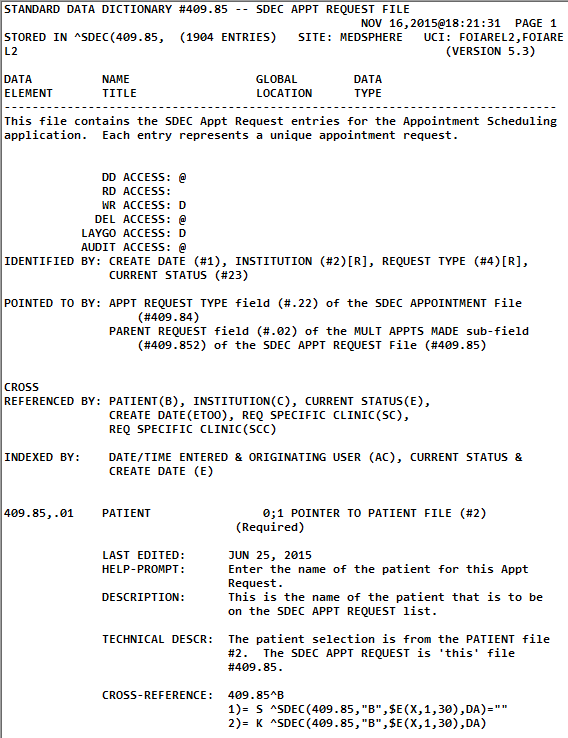 STANDARD DATA DICTIONARY #409.85 -- SDEC APPT REQUEST FILE
NOV 16,2015@18:21:31 PAGE 1
STORED IN ^SDEC(409.85, (1904 ENTRIES) SITE: MEDSPHERE UCI: FOIAREL2,FOIARE
L2 (VERSION 5.3)
DATA NAME GLOBAL DATA
ELEMENT TITLE LOCATION TYPE
-------------------------------------------------------------------------------
This file contains the SDEC Appt Request entries for the Appointment Scheduling
application. Each entry represents a unique appointment request.
DD ACCESS: @
RD ACCESS:
WR ACCESS: D
DEL ACCESS: @
LAYGO ACCESS: D
AUDIT ACCESS: @
IDENTIFIED BY: CREATE DATE (#1), INSTITUTION (#2)[R], REQUEST TYPE (#4)[R],
CURRENT STATUS (#23)
POINTED TO BY: APPT REQUEST TYPE field (#.22) of the SDEC APPOINTMENT File
(#409.84)
PARENT REQUEST field (#.02) of the MULT APPTS MADE sub-field
(#409.852) of the SDEC APPT REQUEST File (#409.85)
CROSS
REFERENCED BY: PATIENT(B), INSTITUTION(C), CURRENT STATUS(E),
CREATE DATE(ETOO), REQ SPECIFIC CLINIC(SC),
REQ SPECIFIC CLINIC(SCC)
INDEXED BY: DATE/TIME ENTERED & ORIGINATING USER (AC), CURRENT STATUS &
CREATE DATE (E)
409.85,.01 PATIENT 0;1 POINTER TO PATIENT FILE (#2)
(Required)
LAST EDITED: JUN 25, 2015
HELP-PROMPT: Enter the name of the patient for this Appt
Request.
DESCRIPTION: This is the name of the patient that is to be
on the SDEC APPT REQUEST list.
TECHNICAL DESCR: The patient selection is from the PATIENT file
#2. The SDEC APPT REQUEST is 'this' file
#409.85.
CROSS-REFERENCE: 409.85^B
1)= S ^SDEC(409.85,"B",$E(X,1,30),DA)=""
2)= K ^SDEC(409.85,"B",$E(X,1,30),DA)